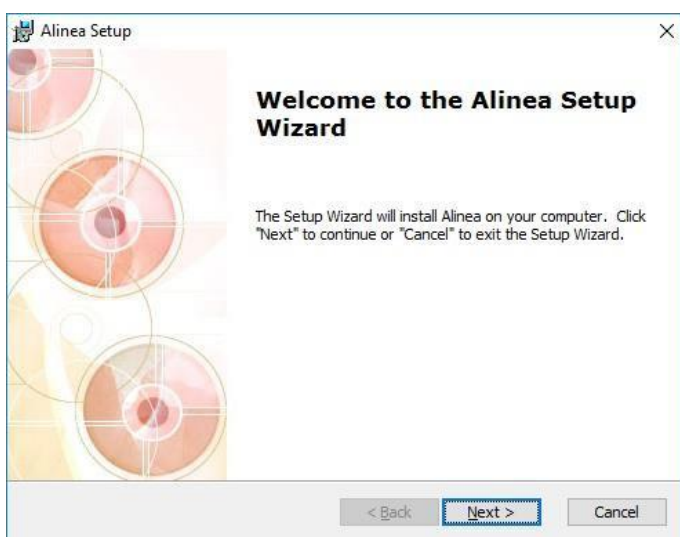 Alinea Setup
Welcome to the Alinea Setup
Wizard
The Setup Wizard will install Alinea on your computer.  Click
"Next" to continue or "Cancel" to exit the Setup Wizard.
< Back
Next >
Cancel